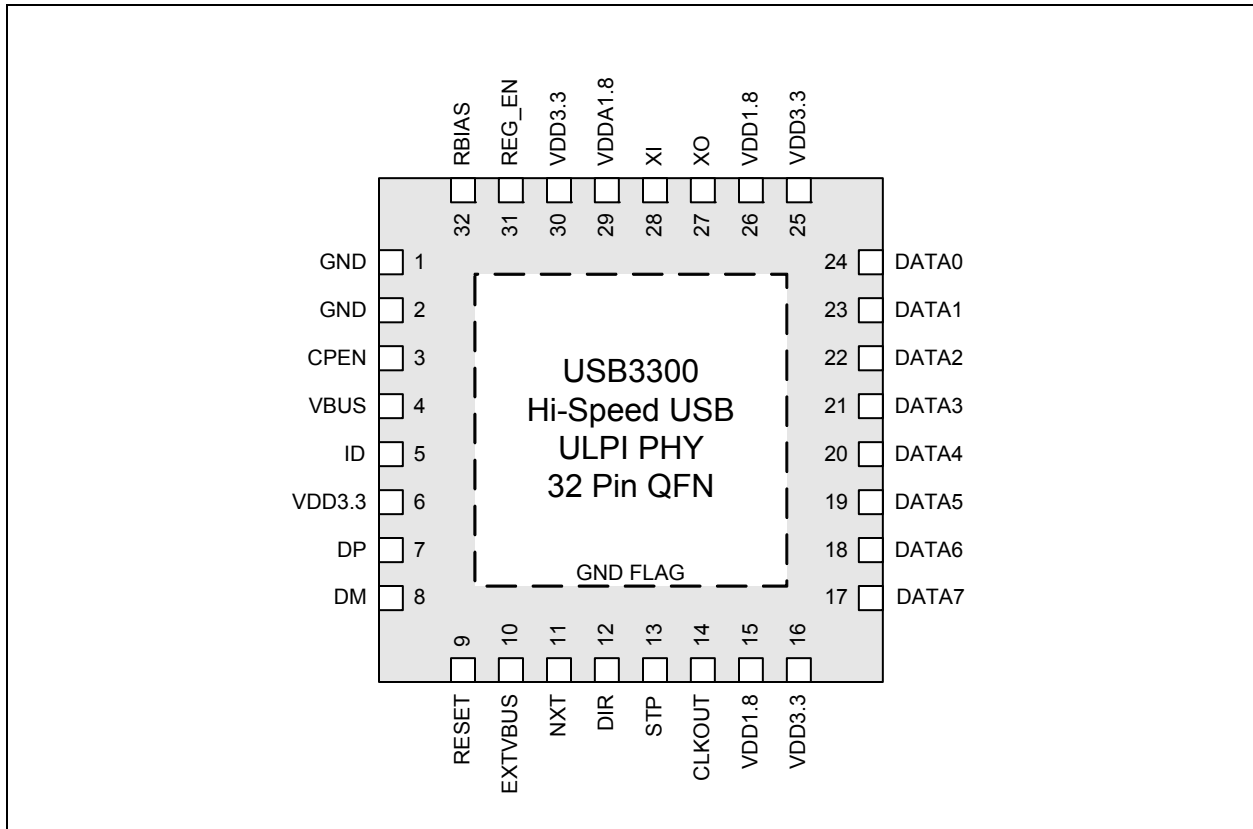 RBIAS
REG_EN
VDD3.3
VDDA1.8
XI
XO
VDD1.8
VDD3.3
32
31
30
29
28
27
26
25
GND 1
GND 2
CPEN 3
VBUS 4
ID 5
VDD3.3 6
DP 7
DM 8
USB3300
Hi-Speed USB
ULPI PHY
32 Pin QFN
GND FLAG
24 DATA0
23 DATA1
22 DATA2
21 DATA3
20 DATA4
19 DATA5
18 DATA6
17 DATA7
9
10
11
12
13
14
15
16
RESET
EXTVBUS
NXT
DIR
STP
CLKOUT
VDD1.8
VDD3.3